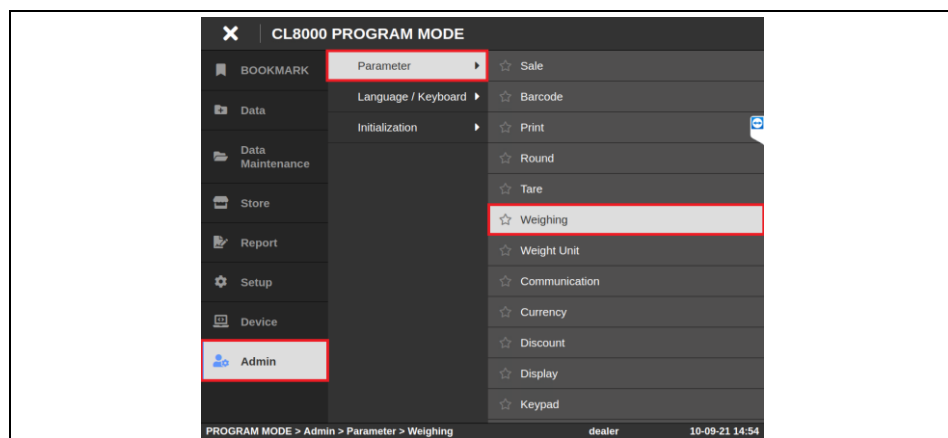 CL8000 PROGRAM MODE
BOOKMARK
Data
Data
Maintenance
Store
Report
Setup
Device
Admin
Parameter
Language / Keyboard
Initialization
Sale
Barcode
Print
Round
Tare
Weighing
Weight Unit
Communication
Currency
Discount
Display
Keypad
PROGRAM MODE > Admin > Parameter > Weighing dealer 10-09-21 14:54